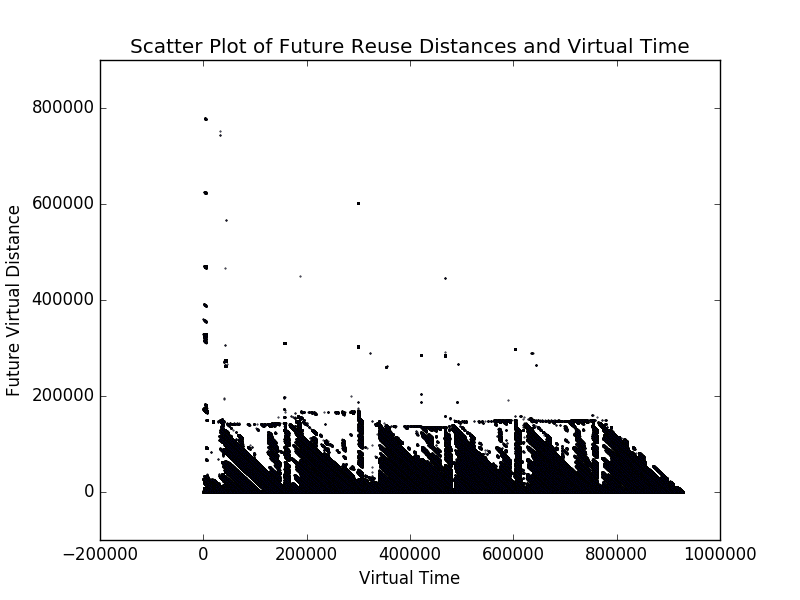 Scatter Plot of Future Reuse Distances and Virtual Time
800000
600000
400000
200000
0
Future Virtual Distance
−200000 0 200000 400000 600000 800000 1000000
Virtual Time